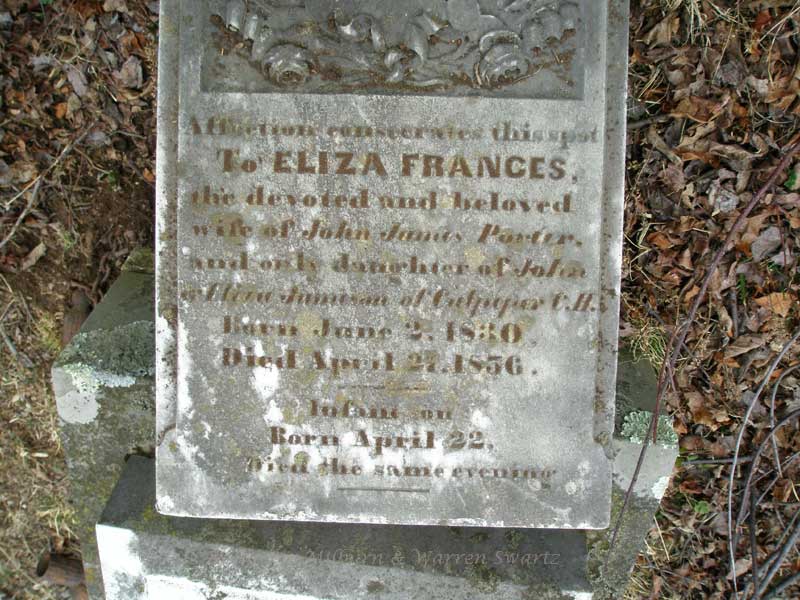 Affection consecrates this spot
To ELIZA FRANCES,
the devoted and beloved
wife of John James Porter,
and only daughter of John
& Eliza Jameson of Culpeper C.H.
Born June 2, 1830,
Died April 27, 1856.
Infant son
Born April 22,
Died the same evening
Milburn & Warren Swartz